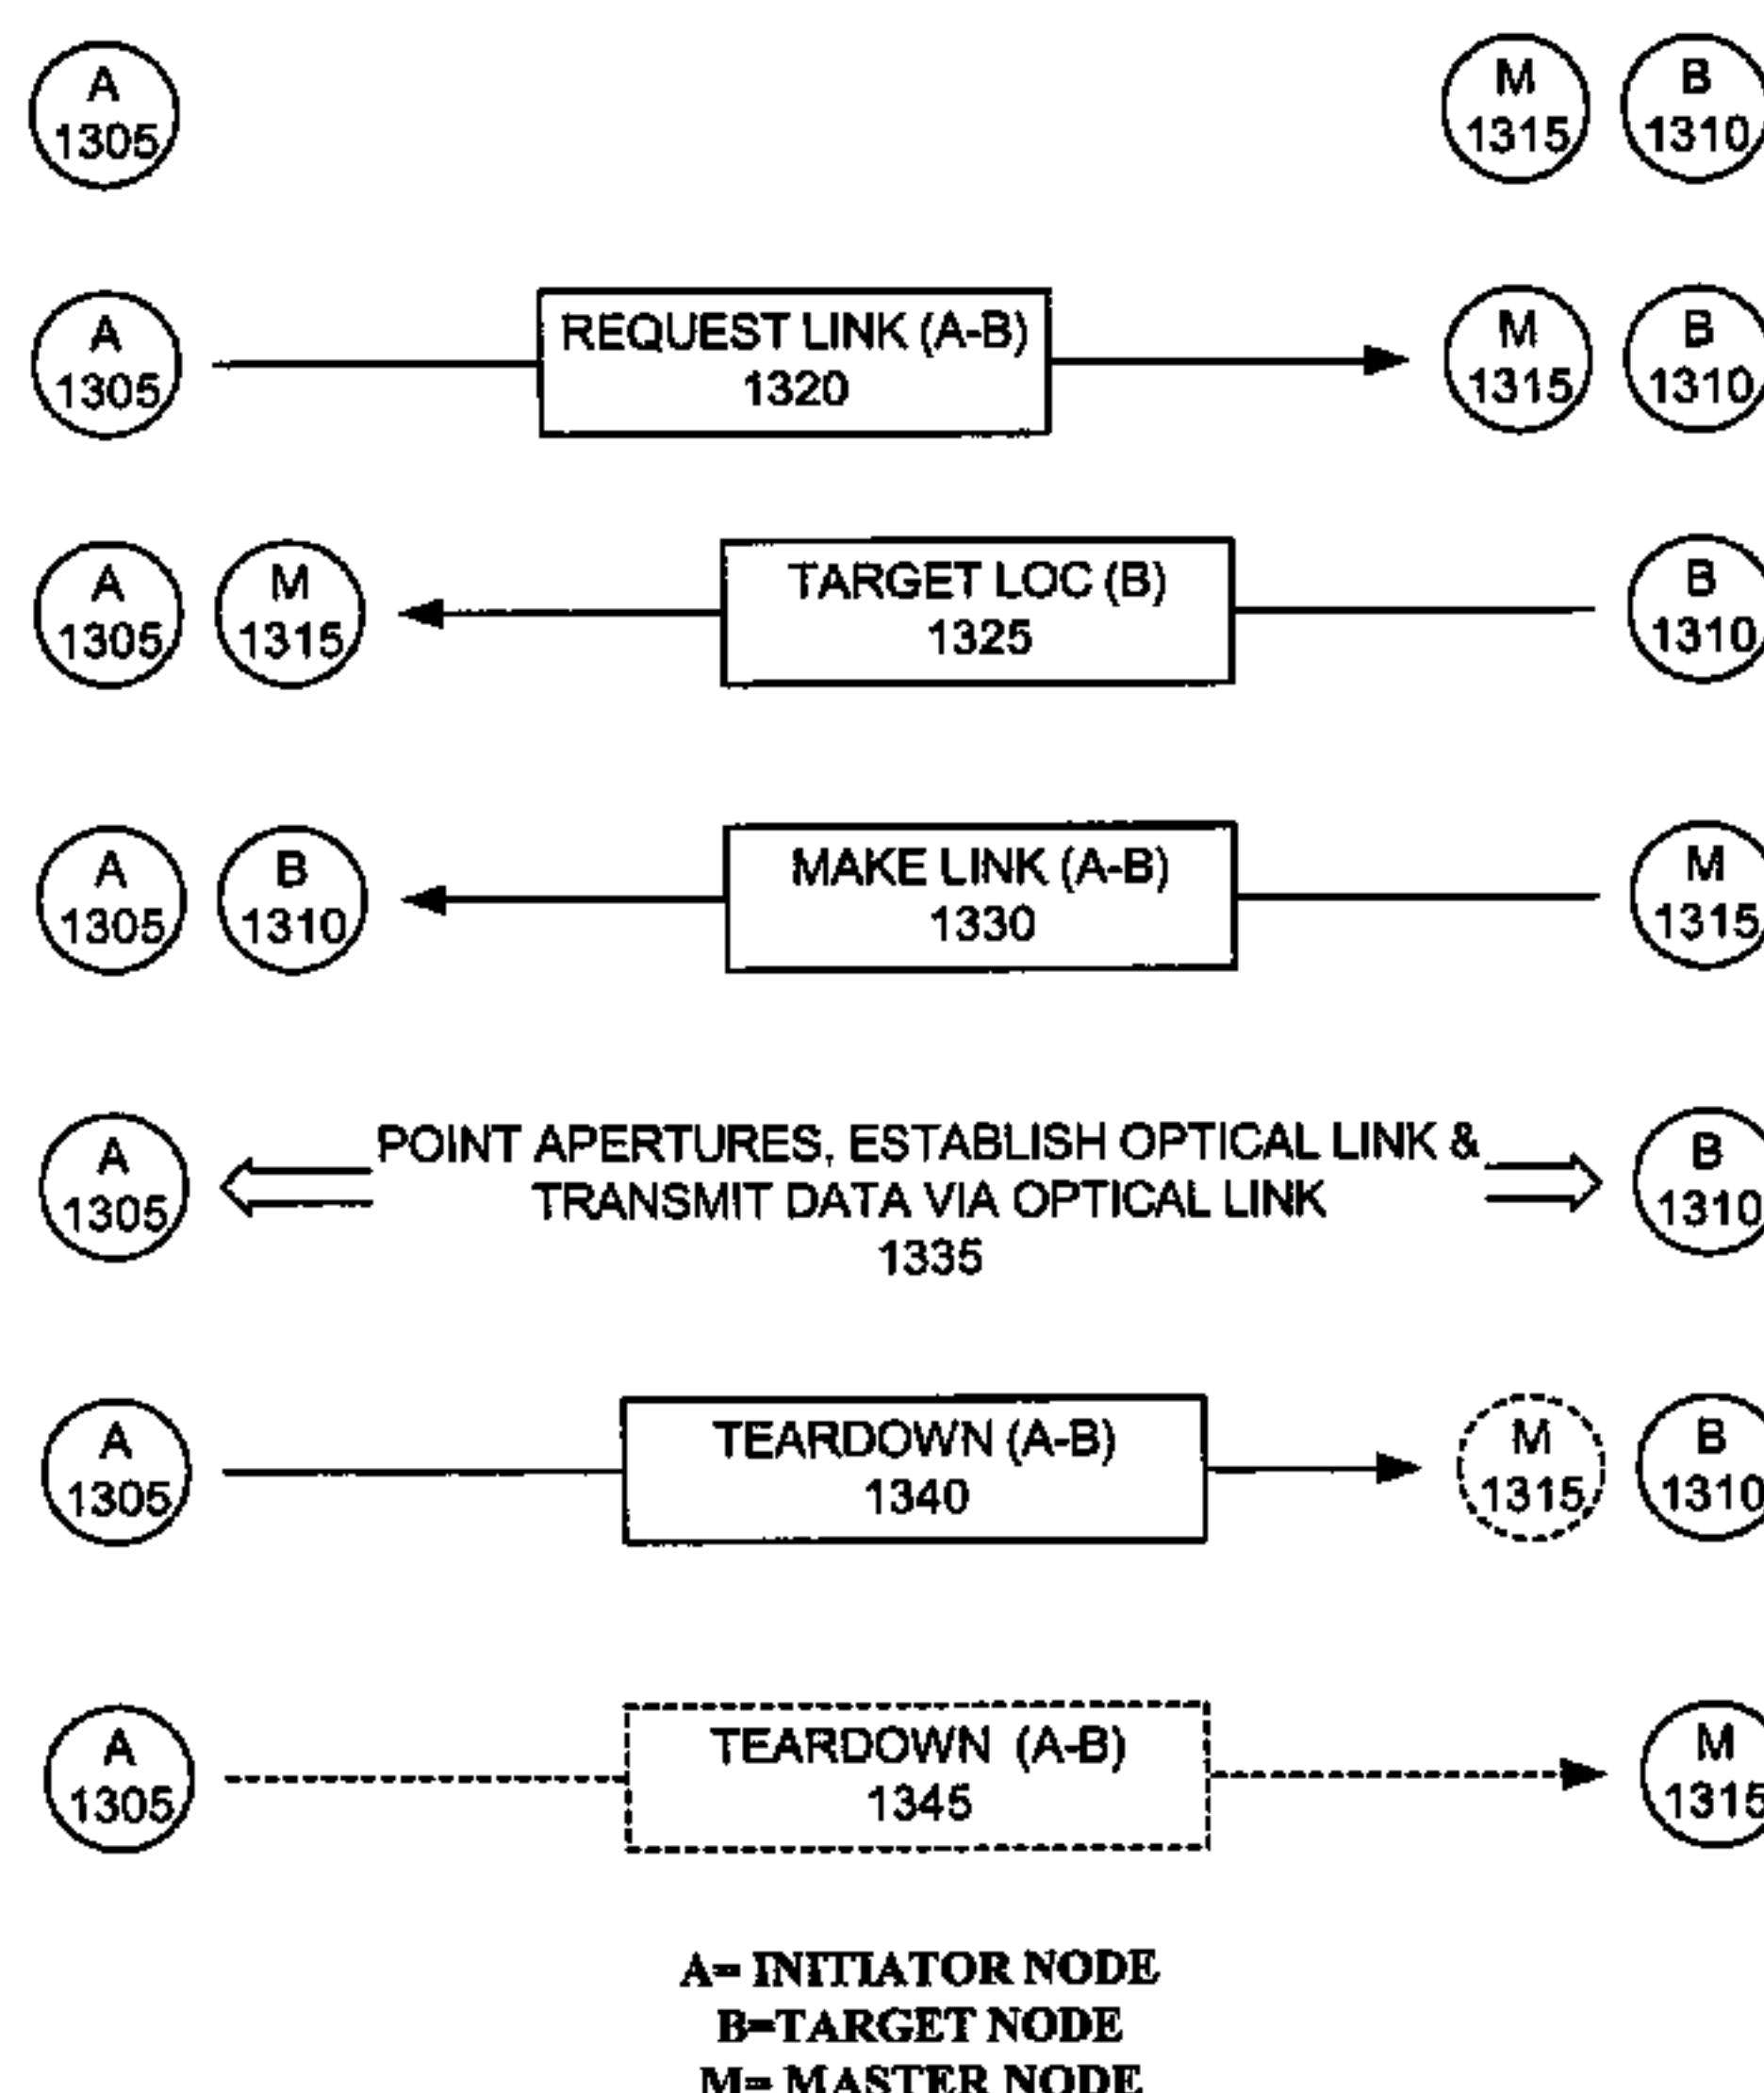 A M B
1305 1315 1310
A REQUEST LINK (A-B) M B
1305 1320 1315 1310
A M TARGET LOC (B) B
1305 1315 1325 1310
A B MAKE LINK (A-B) M
1305 1310 1330 1315
A POINT APERTURES, ESTABLISH OPTICAL LINK & B
1305 TRANSMIT DATA VIA OPTICAL LINK 1310
1335
A TEARDOWN (A-B) M B
1305 1340 1315 1310
A TEARDOWN (A-B) M
1305 1345 1315
A= INITIATOR NODE
B=TARGET NODE
M= MASTER NODE